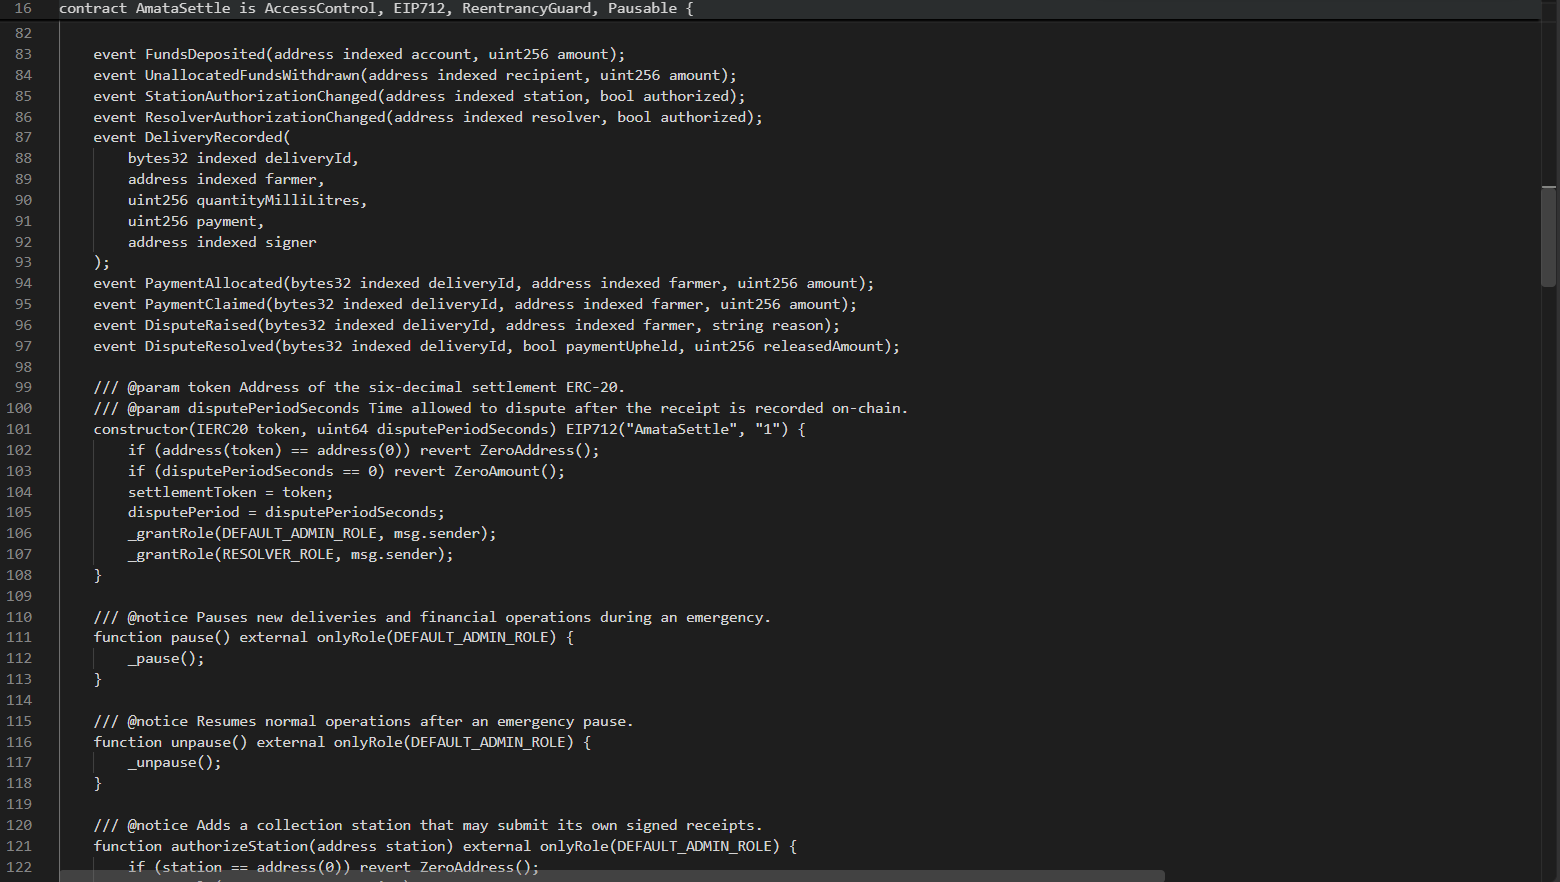 16 contract AmataSettle is AccessControl, EIP712, ReentrancyGuard, Pausable {
82
83 event FundsDeposited(address indexed account, uint256 amount);
84 event UnallocatedFundsWithdrawn(address indexed recipient, uint256 amount);
85 event StationAuthorizationChanged(address indexed station, bool authorized);
86 event ResolverAuthorizationChanged(address indexed resolver, bool authorized);
87 event DeliveryRecorded(
88 bytes32 indexed deliveryId,
89 address indexed farmer,
90 uint256 quantityMilliLitres,
91 uint256 payment,
92 address indexed signer
93 );
94 event PaymentAllocated(bytes32 indexed deliveryId, address indexed farmer, uint256 amount);
95 event PaymentClaimed(bytes32 indexed deliveryId, address indexed farmer, uint256 amount);
96 event DisputeRaised(bytes32 indexed deliveryId, address indexed farmer, string reason);
97 event DisputeResolved(bytes32 indexed deliveryId, bool paymentUpheld, uint256 releasedAmount);
98
99 /// @param token Address of the six-decimal settlement ERC-20.
100 /// @param disputePeriodSeconds Time allowed to dispute after the receipt is recorded on-chain.
101 constructor(IERC20 token, uint64 disputePeriodSeconds) EIP712("AmataSettle", "1") {
102 if (address(token) == address(0)) revert ZeroAddress();
103 if (disputePeriodSeconds == 0) revert ZeroAmount();
104 settlementToken = token;
105 disputePeriod = disputePeriodSeconds;
106 _grantRole(DEFAULT_ADMIN_ROLE, msg.sender);
107 _grantRole(RESOLVER_ROLE, msg.sender);
108 }
109
110 /// @notice Pauses new deliveries and financial operations during an emergency.
111 function pause() external onlyRole(DEFAULT_ADMIN_ROLE) {
112 _pause();
113 }
114
115 /// @notice Resumes normal operations after an emergency pause.
116 function unpause() external onlyRole(DEFAULT_ADMIN_ROLE) {
117 _unpause();
118 }
119
120 /// @notice Adds a collection station that may submit its own signed receipts.
121 function authorizeStation(address station) external onlyRole(DEFAULT_ADMIN_ROLE) {
122 if (station == address(0)) revert ZeroAddress();